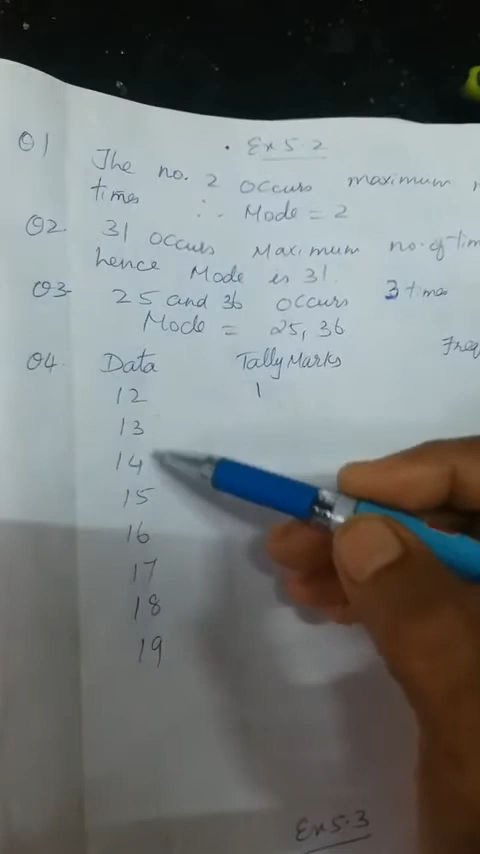 Ex 5.2
Q1 The no. 2 occurs maximum
times ∴ Mode = 2
Q2. 31 occurs Maximum no. of tim
hence Mode is 31.
Q3. 25 and 36 occurs 3 times
Mode = 25, 36
Q4. Data Tally Marks Freq
12 |
13
14
15
16
17
18
19
Ex 5.3